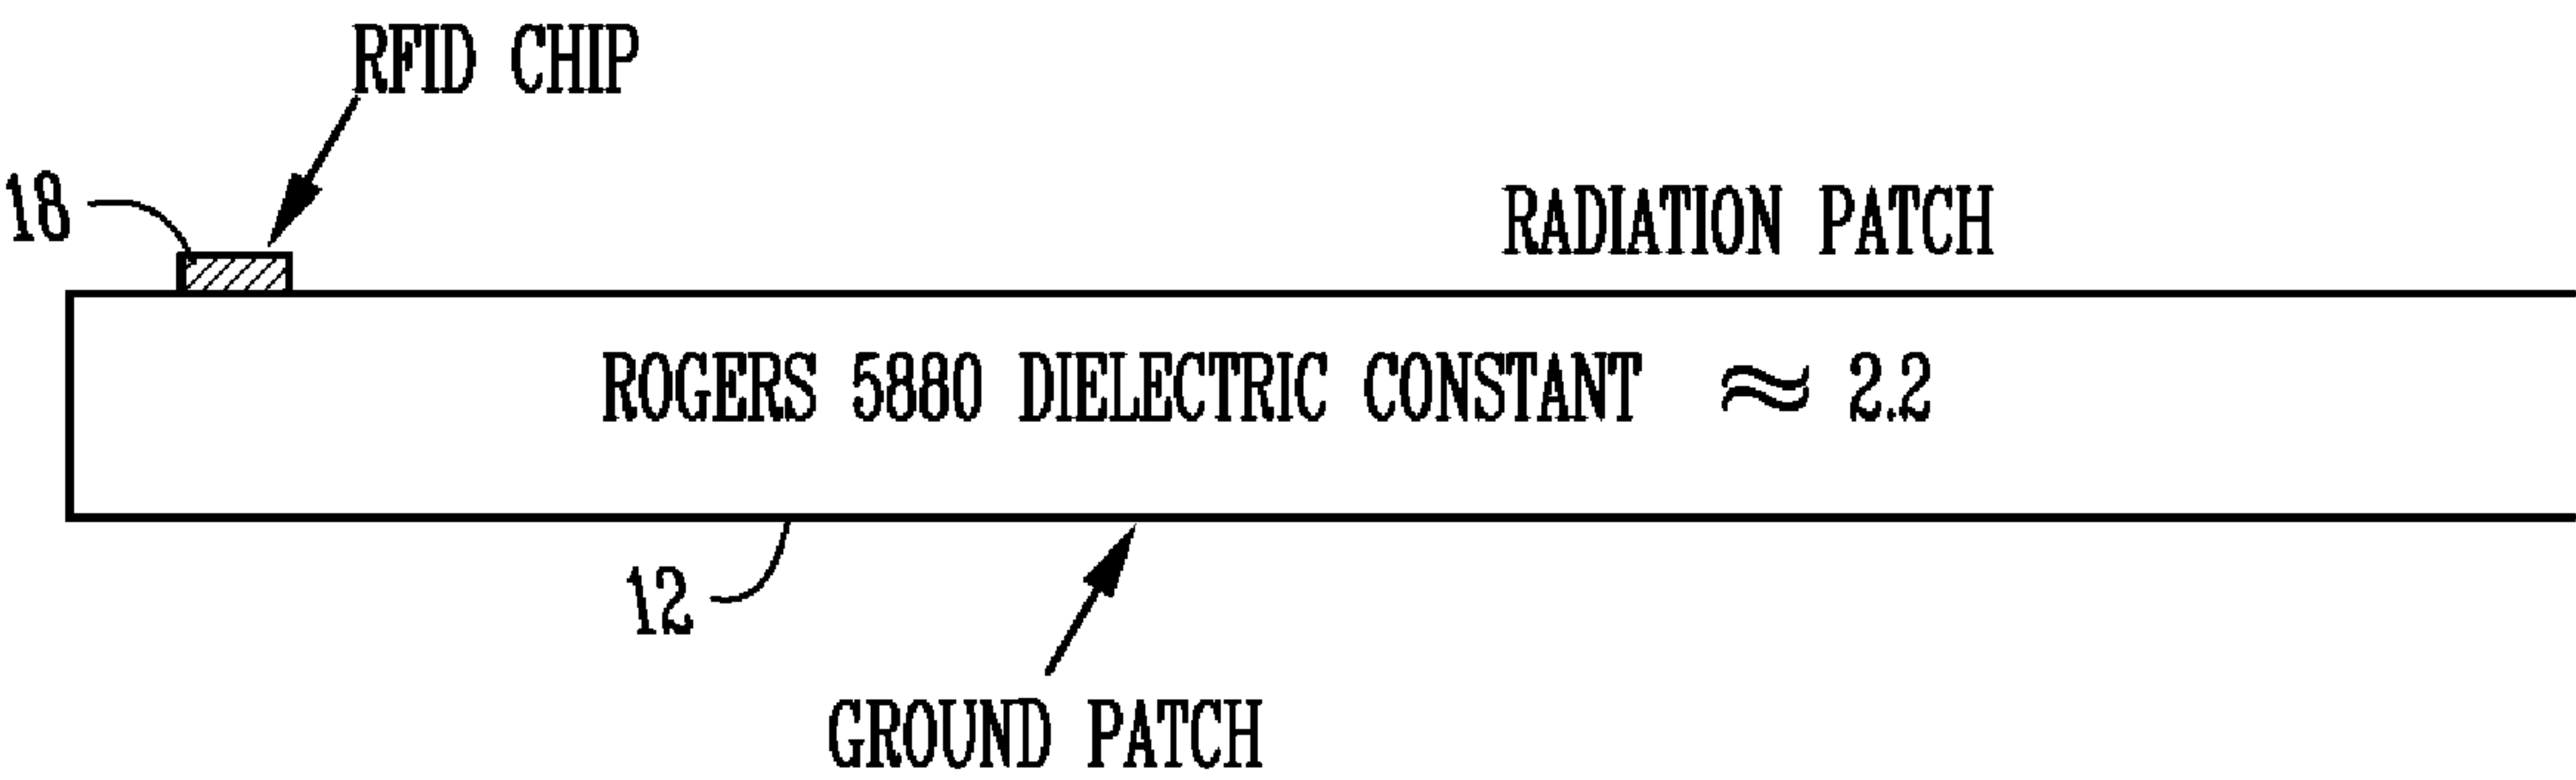 RFID CHIP
18
RADIATION PATCH
ROGERS 5880 DIELECTRIC CONSTANT ≈ 2.2
12
GROUND PATCH